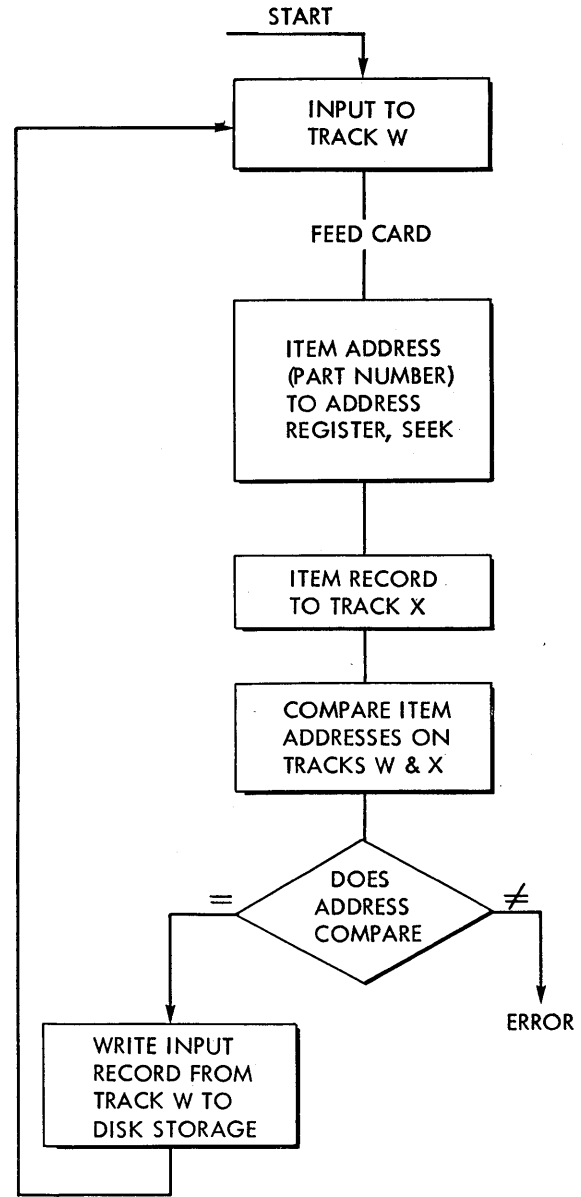 START
INPUT TO
TRACK W
FEED CARD
ITEM ADDRESS
(PART NUMBER)
TO ADDRESS
REGISTER, SEEK
ITEM RECORD
TO TRACK X
COMPARE ITEM
ADDRESSES ON
TRACKS W & X
DOES
ADDRESS
COMPARE
=
≠
ERROR
WRITE INPUT
RECORD FROM
TRACK W TO
DISK STORAGE